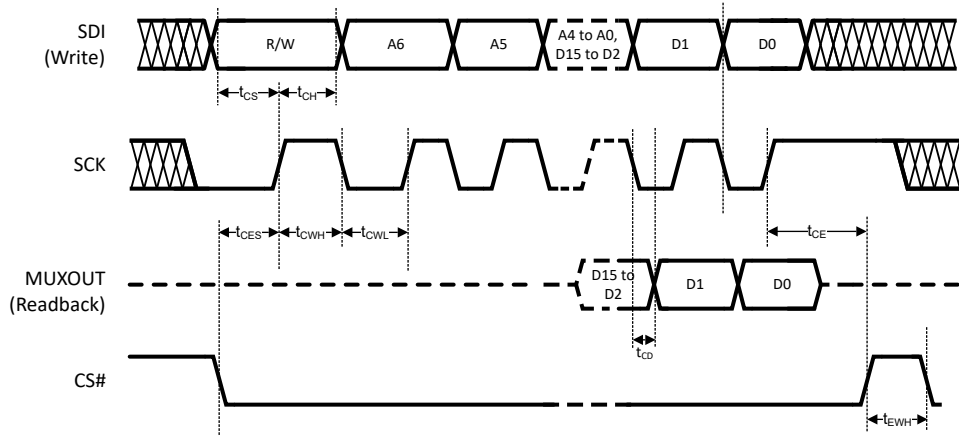 SDI
(Write)
R/W
A6
A5
A4 to A0,
D15 to D2
D1
D0
tCS
tCH
SCK
tCES
tCWH
tCWL
tCE
MUXOUT
(Readback)
D15 to
D2
D1
D0
tCD
CS#
tEWH